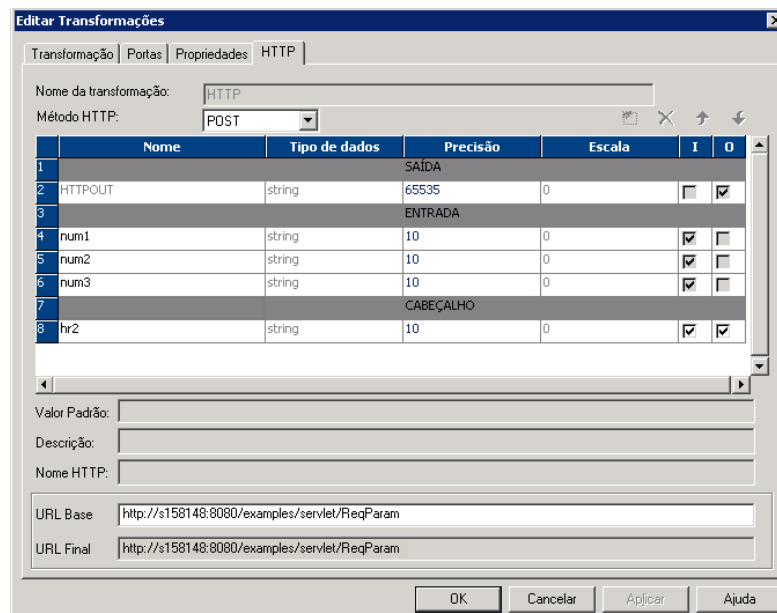 Editar Transformações
Transformação Portas Propriedades HTTP
Nome da transformação: HTTP
Método HTTP: POST
Nome Tipo de dados Precisão Escala I O
1 SAÍDA
2 HTTPOUT string 65535 0
3 ENTRADA
4 num1 string 10 0
5 num2 string 10 0
6 num3 string 10 0
7 CABEÇALHO
8 hr2 string 10 0
Valor Padrão:
Descrição:
Nome HTTP:
URL Base http://s158148:8080/examples/servlet/ReqParam
URL Final http://s158148:8080/examples/servlet/ReqParam
OK Cancelar Aplicar Ajuda